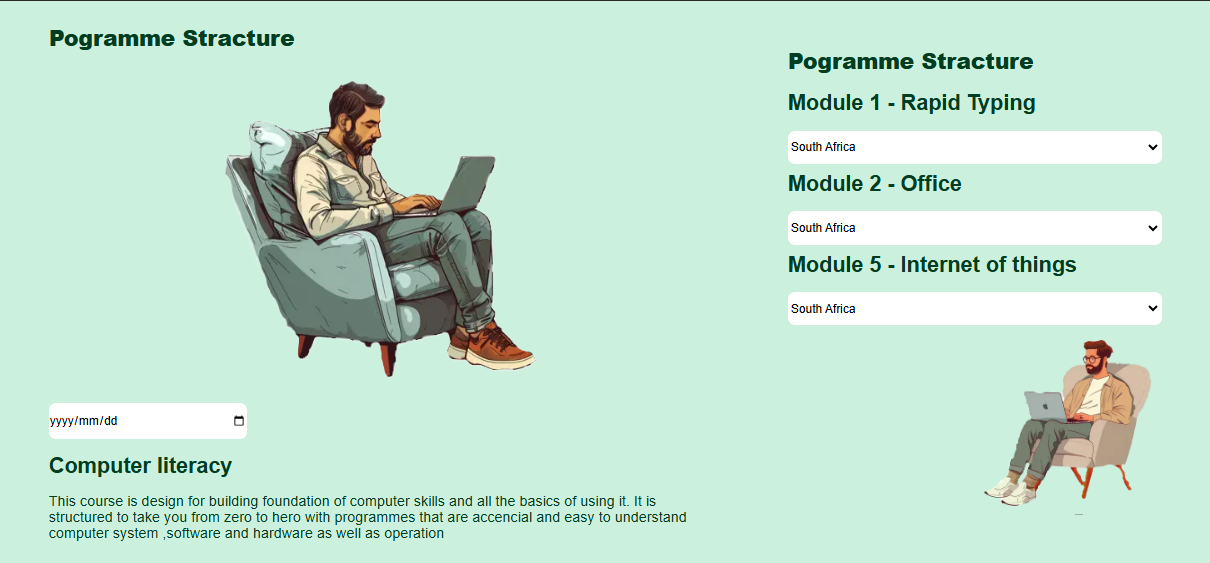 Pogramme Stracture
yyyy/mm/dd
Computer literacy
This course is design for building foundation of computer skills and all the basics of using it. It is
structured to take you from zero to hero with programmes that are accencial and easy to understand
computer system ,software and hardware as well as operation
Pogramme Stracture
Module 1 - Rapid Typing
South Africa
Module 2 - Office
South Africa
Module 5 - Internet of things
South Africa